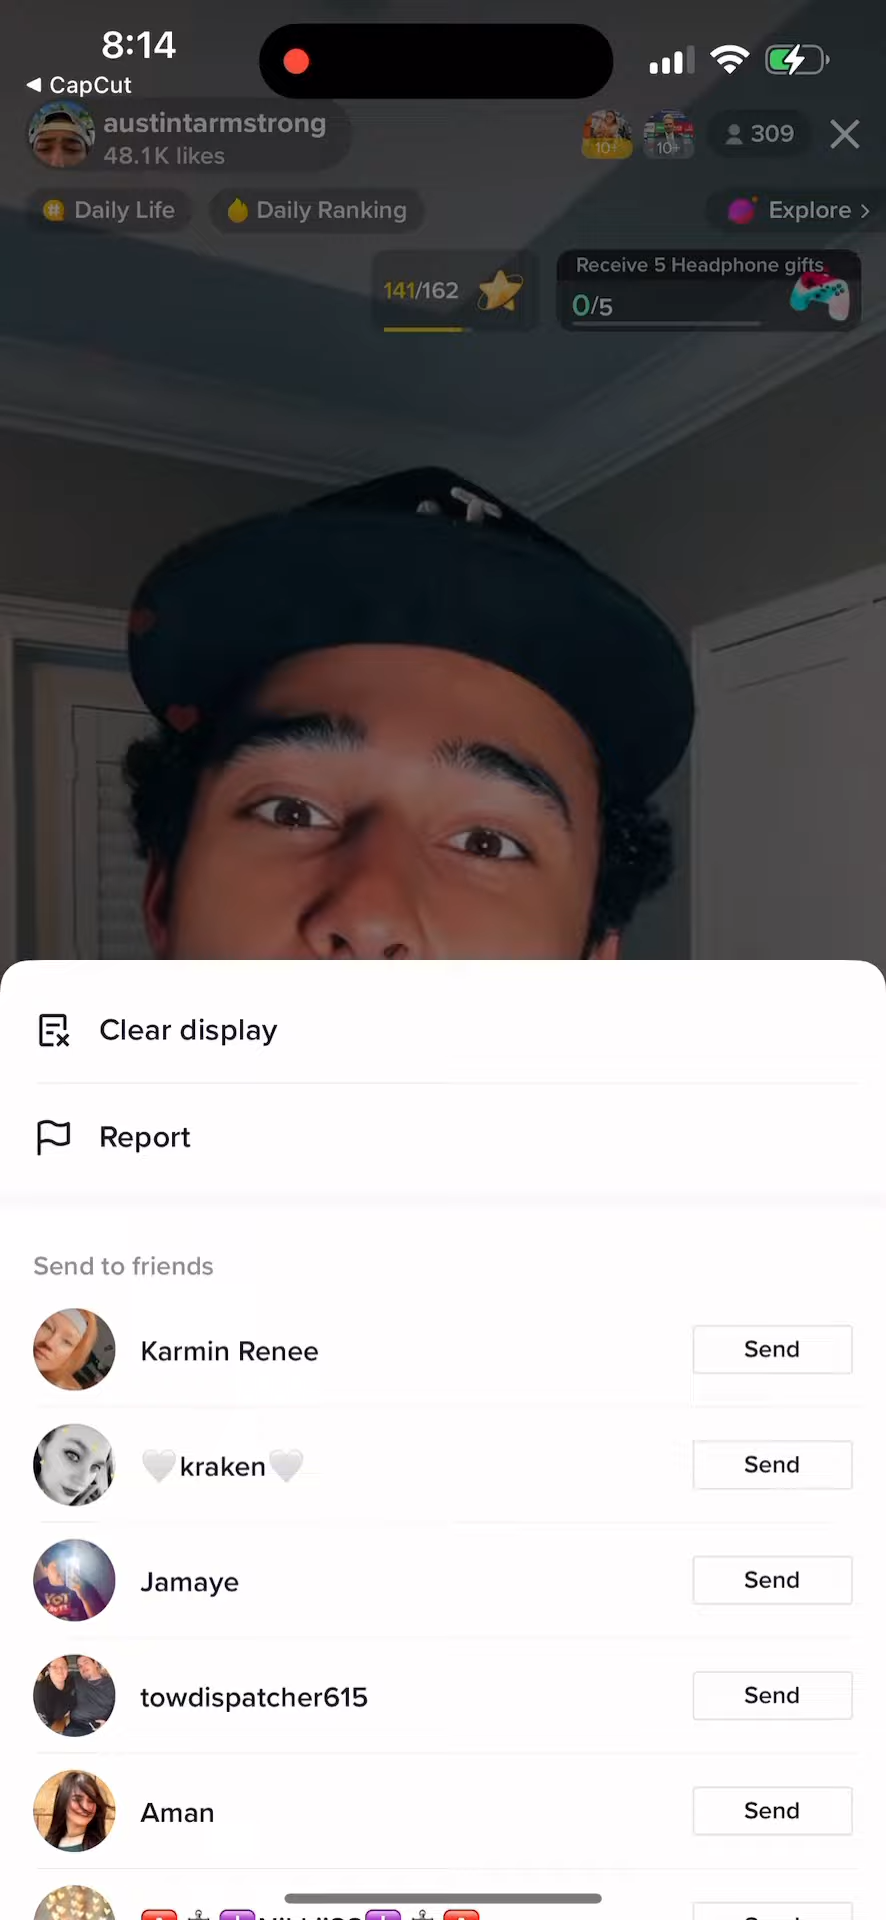 8:14
◀ CapCut
austintarmstrong
48.1K likes
10+
10+
309
Daily Life
Daily Ranking
Explore >
141/162
Receive 5 Headphone gifts
0/5
Clear display
Report
Send to friends
Karmin Renee
Send
🤍kraken🤍
Send
Jamaye
Send
towdispatcher615
Send
Aman
Send